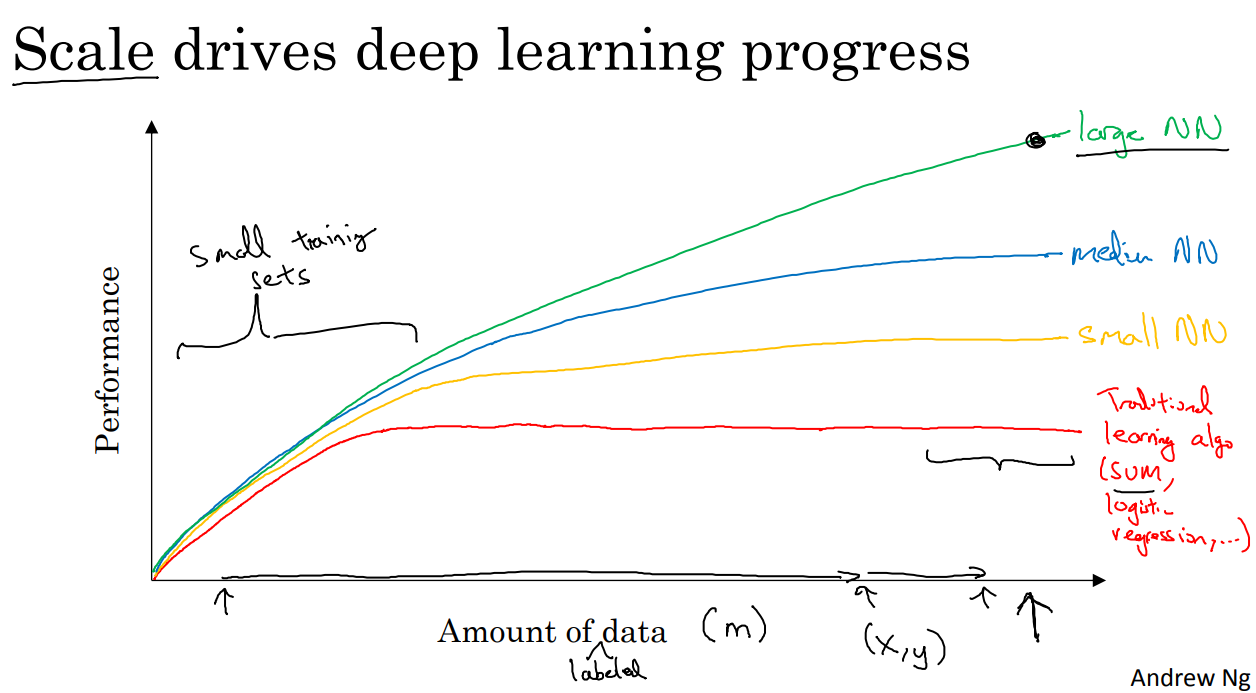 Scale drives deep learning progress
large NN
small training
sets
medium NN
Performance
small NN
Traditional
learning algo
(SVM,
logistic
regression,...)
Amount of data (m)
labeled
(x,y)
Andrew Ng